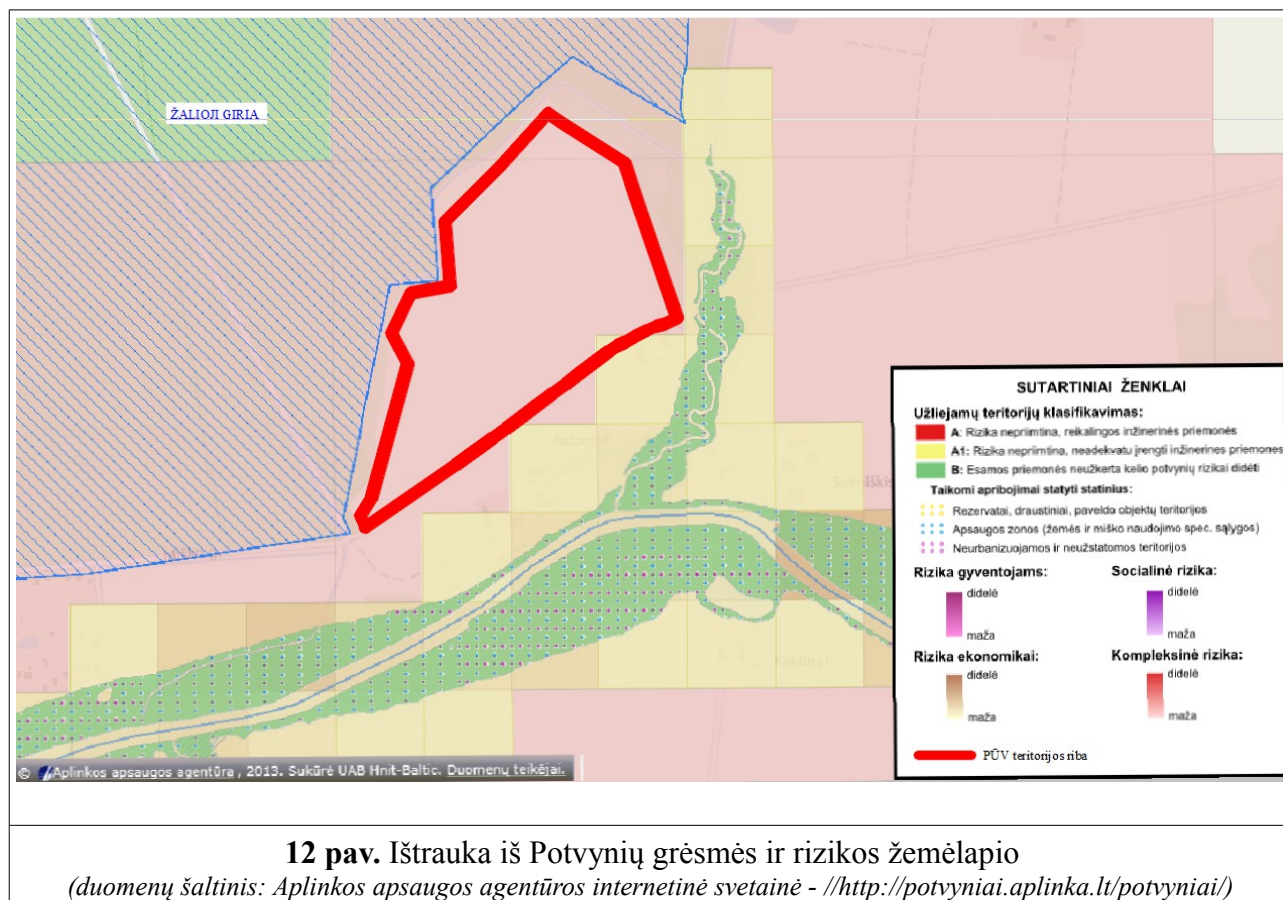 ŽALIOJI GIRIA
SUTARTINIAI ŽENKLAI
Užliejamų teritorijų klasifikavimas:
A: Rizika nepriimtina, reikalingos inžinerinės priemonės
A1: Rizika nepriimtina, neadekvatu įrengti inžinerines priemones
B: Esamos priemonės neužkerta kelio potvynių rizikai didėti
Taikomi apribojimai statyti statinius:
Rezervatai, draustiniai, paveldo objektų teritorijos
Apsaugos zonos (žemės ir miško naudojimo spec. sąlygos)
Neurbanizuojamos ir neužstatomos teritorijos
Rizika gyventojams:
didelė
maža
Socialinė rizika:
didelė
maža
Rizika ekonomikai:
didelė
maža
Kompleksinė rizika:
didelė
maža
PŪV teritorijos riba
Kakūnai
© Aplinkos apsaugos agentūra , 2013. Sukūrė UAB Hnit-Baltic. Duomenų teikėjai.
12 pav. Ištrauka iš Potvynių grėsmės ir rizikos žemėlapio
(duomenų šaltinis: Aplinkos apsaugos agentūros internetinė svetainė - //http://potvyniai.aplinka.lt/potvyniai/)